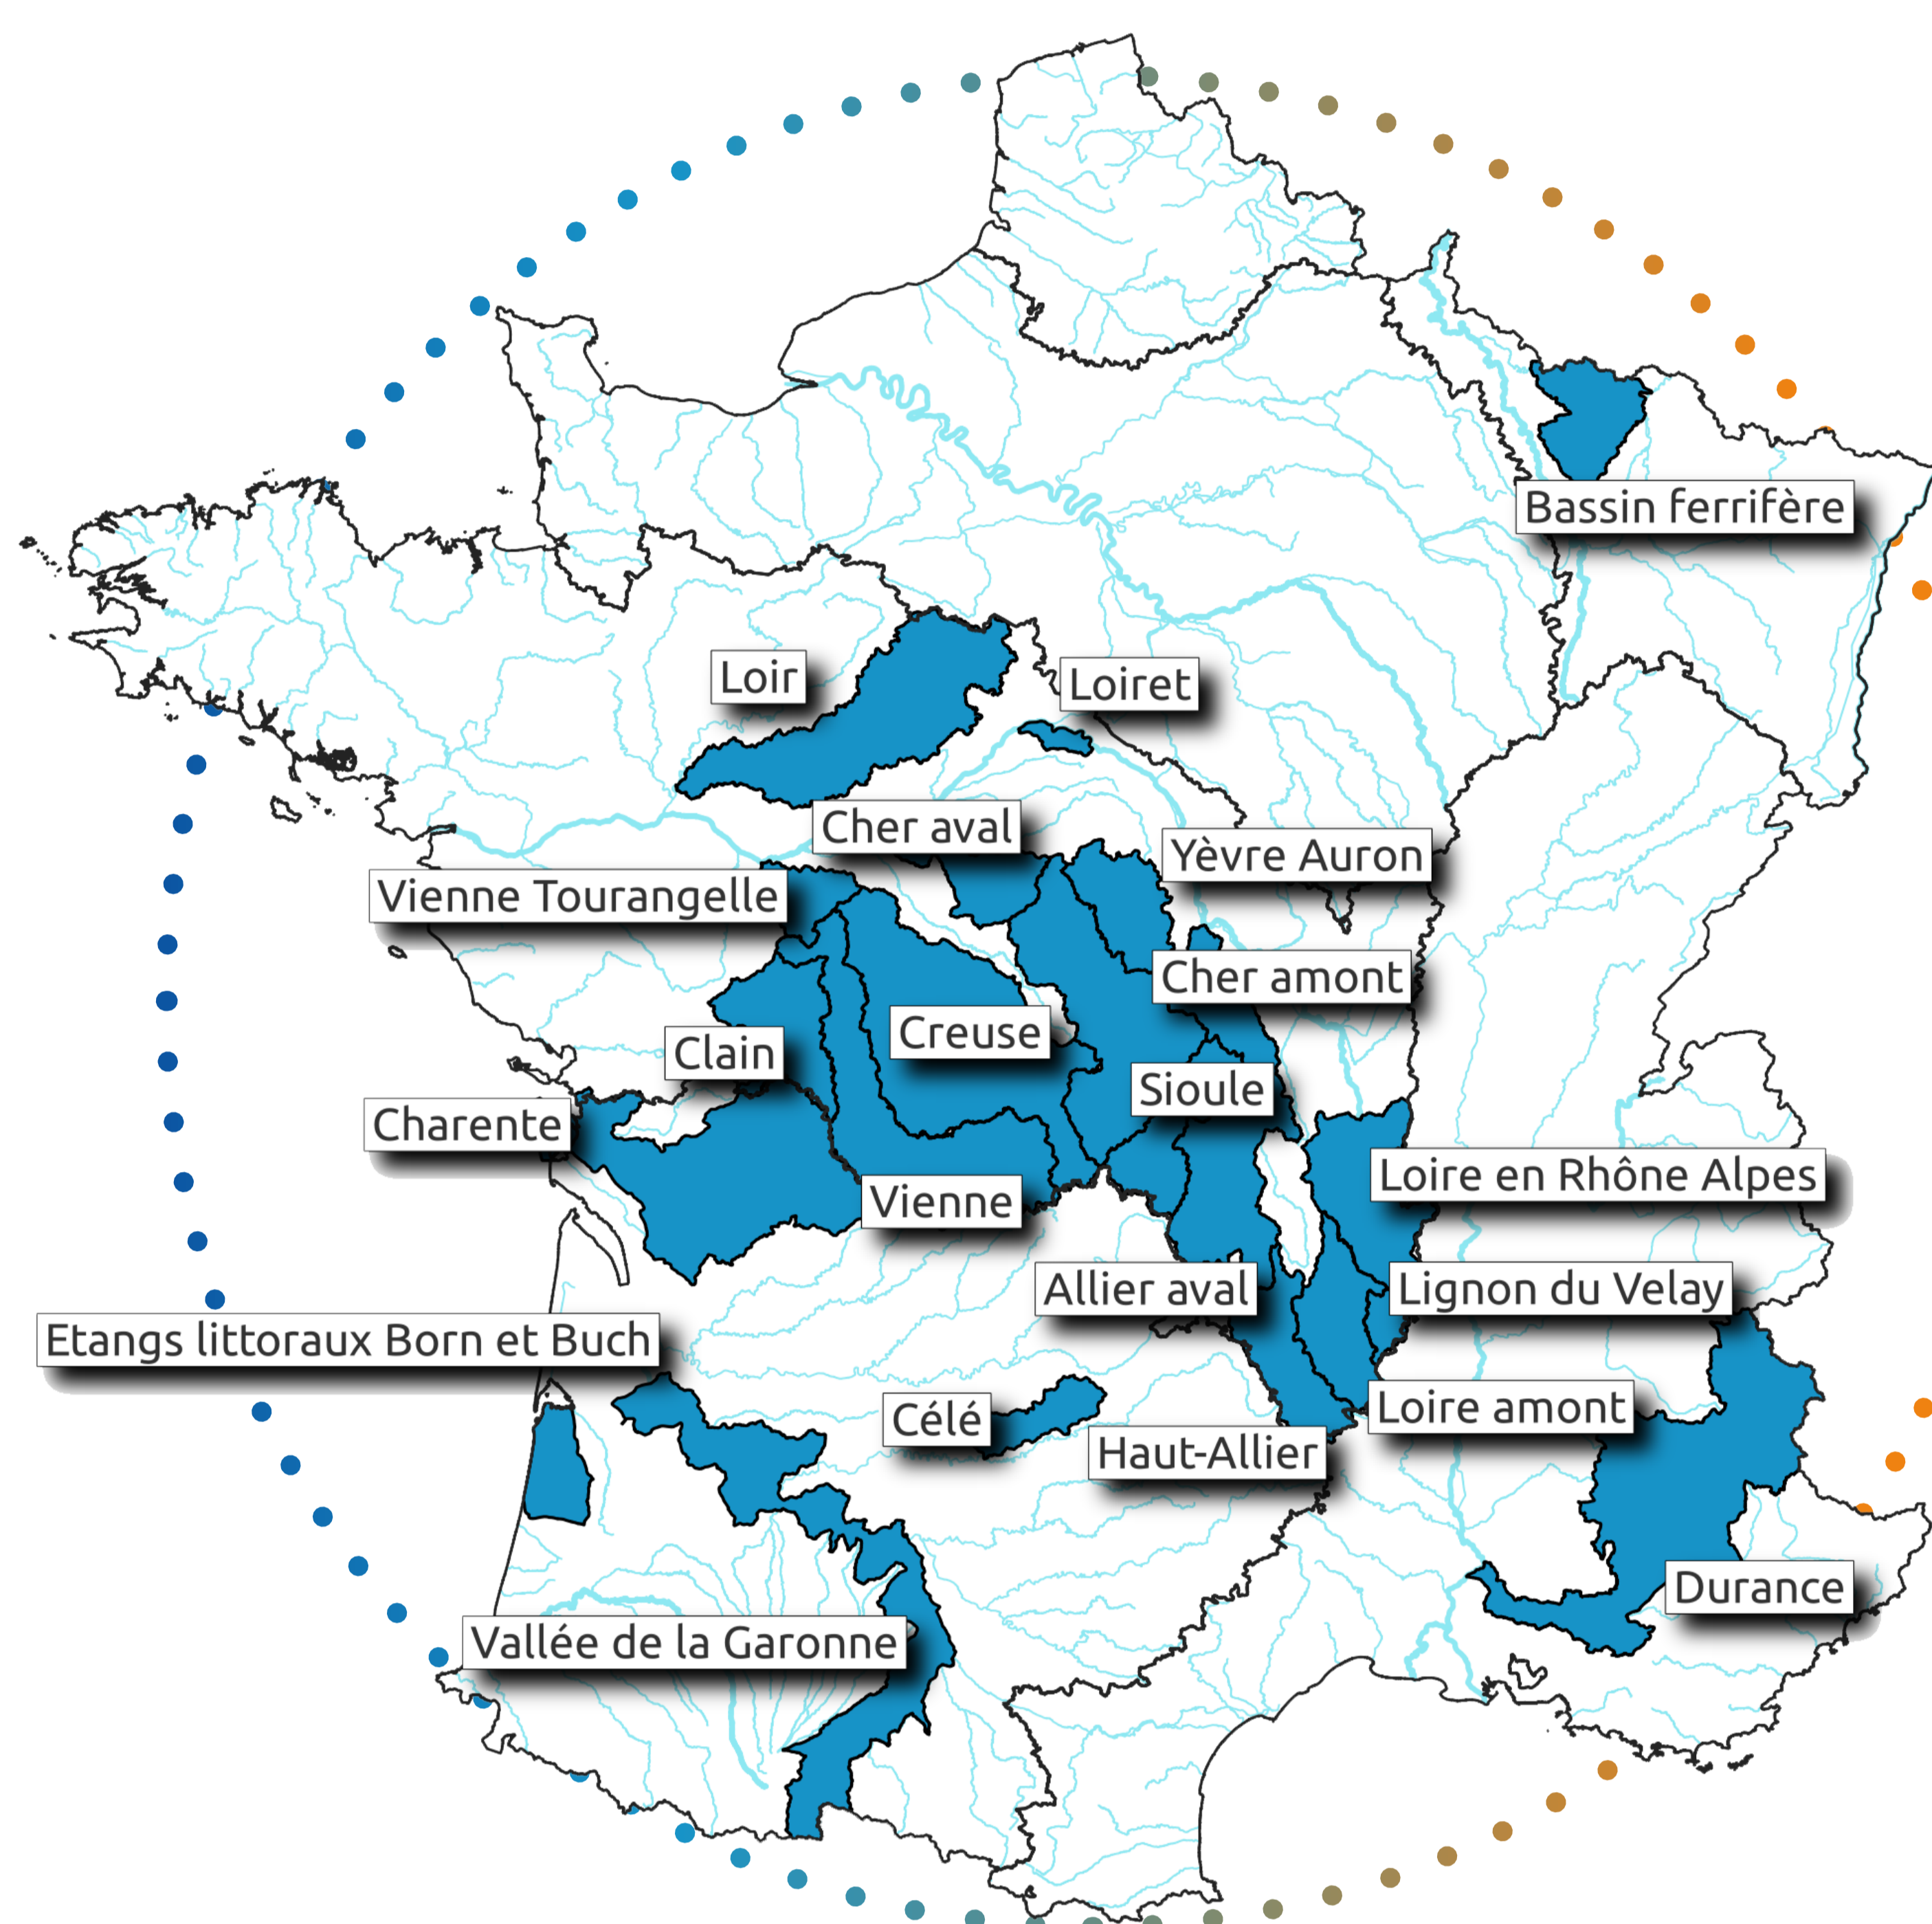 Bassin ferrifère
Loir
Loiret
Cher aval
Yèvre Auron
Vienne Tourangelle
Cher amont
Creuse
Clain
Sioule
Charente
Loire en Rhône Alpes
Vienne
Allier aval
Lignon du Velay
Etangs littoraux Born et Buch
Célé
Loire amont
Haut-Allier
Durance
Vallée de la Garonne